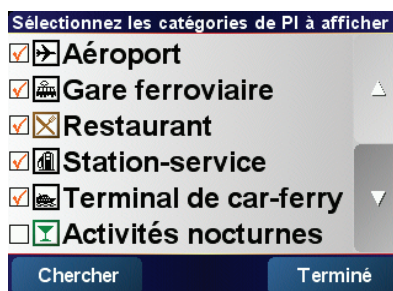 Sélectionnez les catégories de PI à afficher
Aéroport
Gare ferroviaire
Restaurant
Station-service
Terminal de car-ferry
Activités nocturnes
Chercher
Terminé